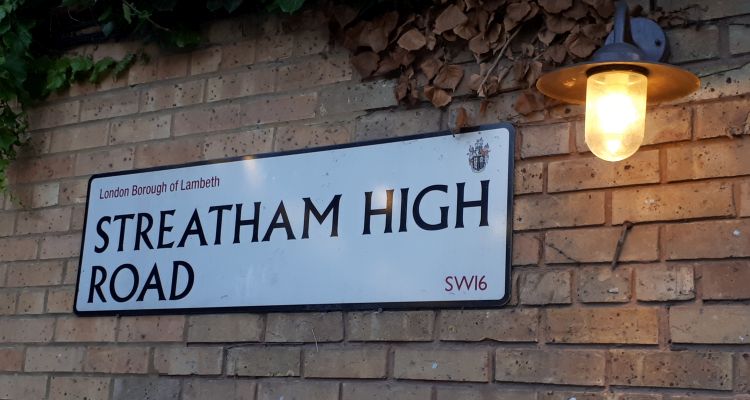 London Borough of Lambeth
STREATHAM HIGH
ROAD
SW16